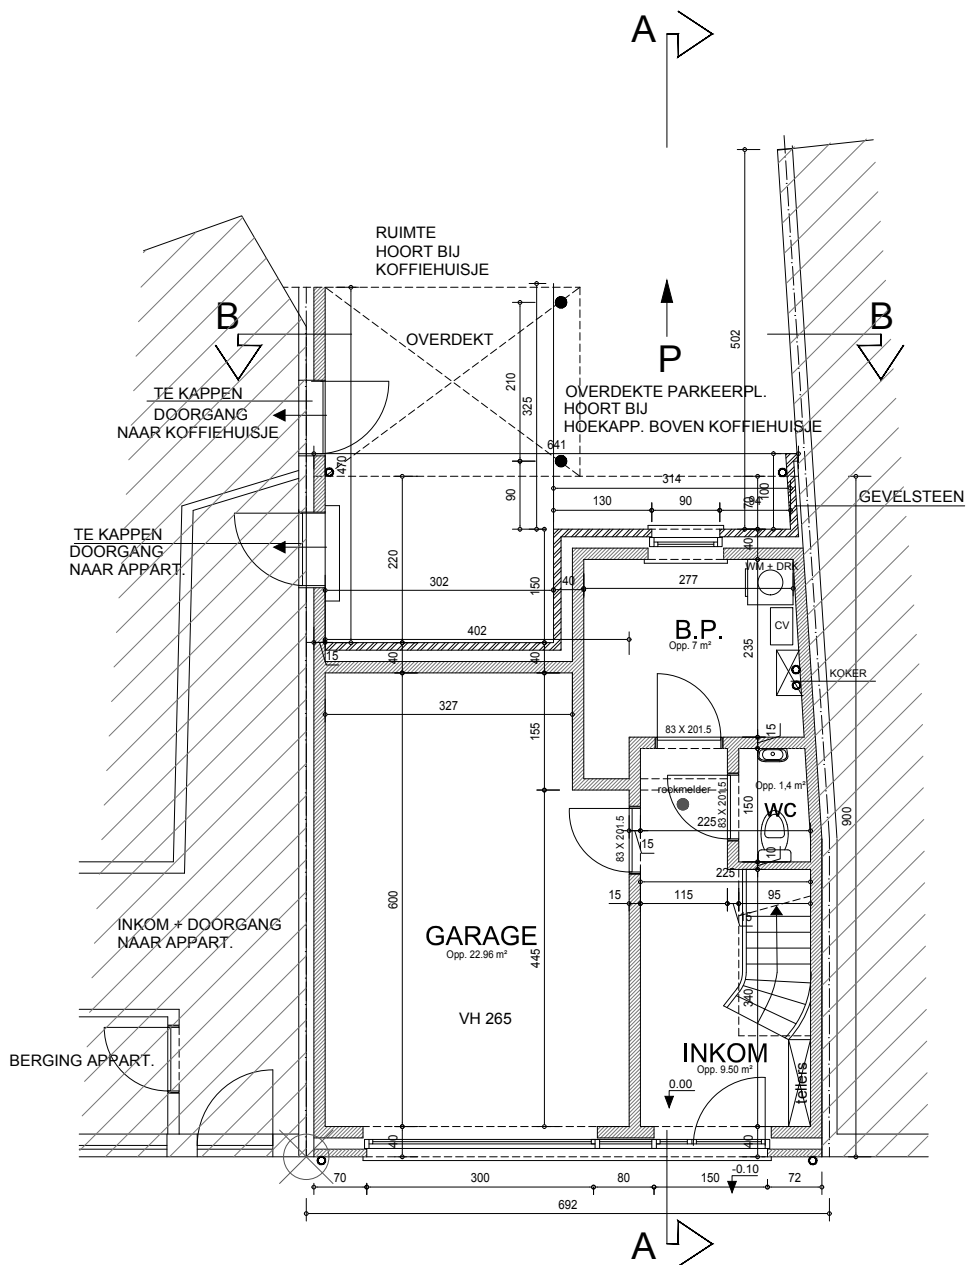 A
RUIMTE
HOORT BIJ
KOFFIEHUISJE
B
OVERDEKT
502
B
P
210
325
TE KAPPEN
DOORGANG
NAAR KOFFIEHUISJE
OVERDEKTE PARKEERPL.
HOORT BIJ
HOEKAPP. BOVEN KOFFIEHUISJE
641
470
314
100
70
90
130
90
94
GEVELSTEEN
TE KAPPEN
DOORGANG
NAAR APPART.
220
40
WM + DRK
302
150
40
277
CV
402
B.P.
Opp. 7 m²
235
15
40
40
KOKER
327
155
83 X 201.5
15
rookmelder
Opp. 1,4 m²
WC
150
83 X 201.5
83 X 201.5
225
900
15
10
225
15
115
95
15
600
INKOM + DOORGANG
NAAR APPART.
GARAGE
Opp. 22.96 m²
445
340
VH 265
INKOM
Opp. 9.50 m²
tellers
BERGING APPART.
0.00
40
40
-0.10
70
300
80
150
72
692
A